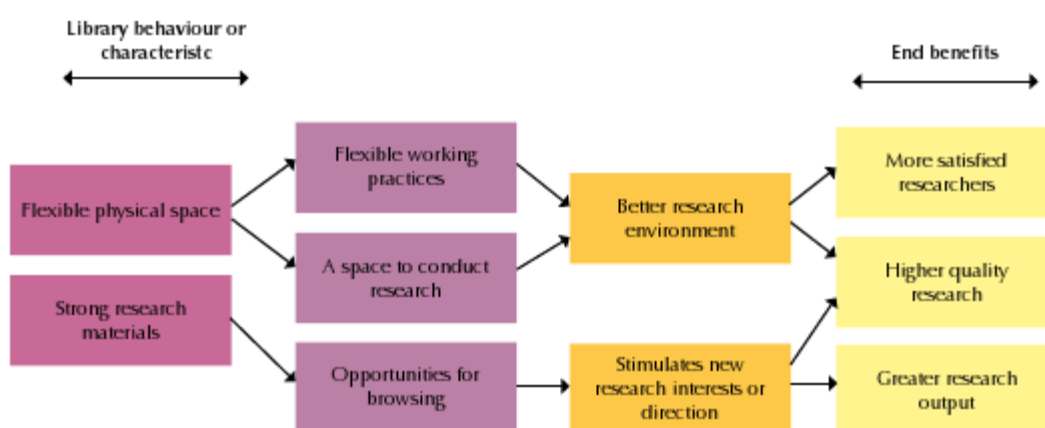 Library behaviour or
characteristc
End benefits
Flexible physical space
Strong research
materials
Flexible working
practices
A space to conduct
research
Opportunities for
browsing
Better research
environment
Stimulates new
research interests or
direction
More satisfied
researchers
Higher quality
research
Greater research
output